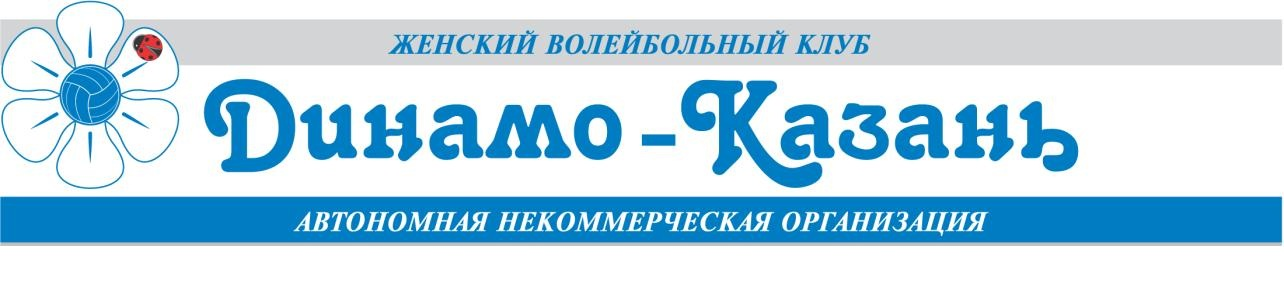 ЖЕНСКИЙ ВОЛЕЙБОЛЬНЫЙ КЛУБ
Динамо - Казань
АВТОНОМНАЯ НЕКОММЕРЧЕСКАЯ ОРГАНИЗАЦИЯ